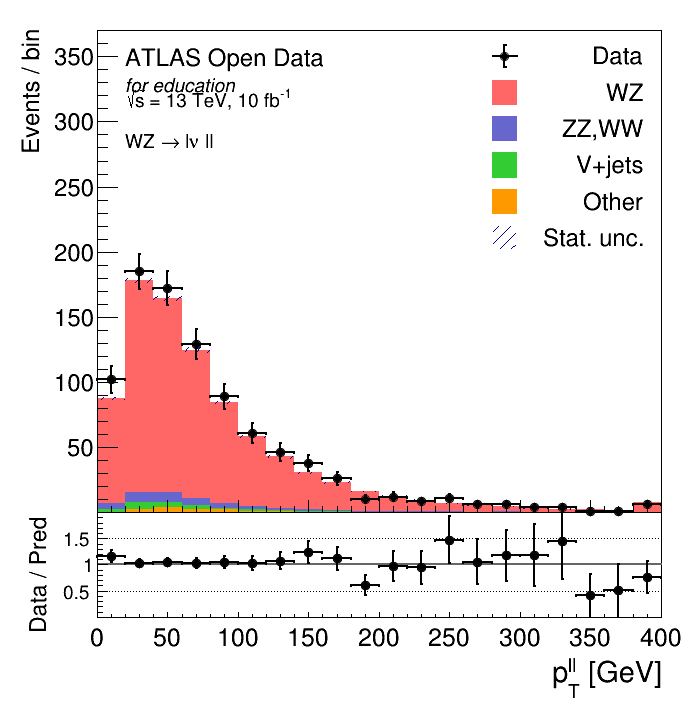 Events / bin
350
300
250
200
150
100
50
ATLAS Open Data
for education
√s = 13 TeV, 10 fb-1
WZ → lν ll
Data
WZ
ZZ,WW
V+jets
Other
Stat. unc.
Data / Pred
1.5
1
0.5
0 50 100 150 200 250 300 350 400
pTll [GeV]